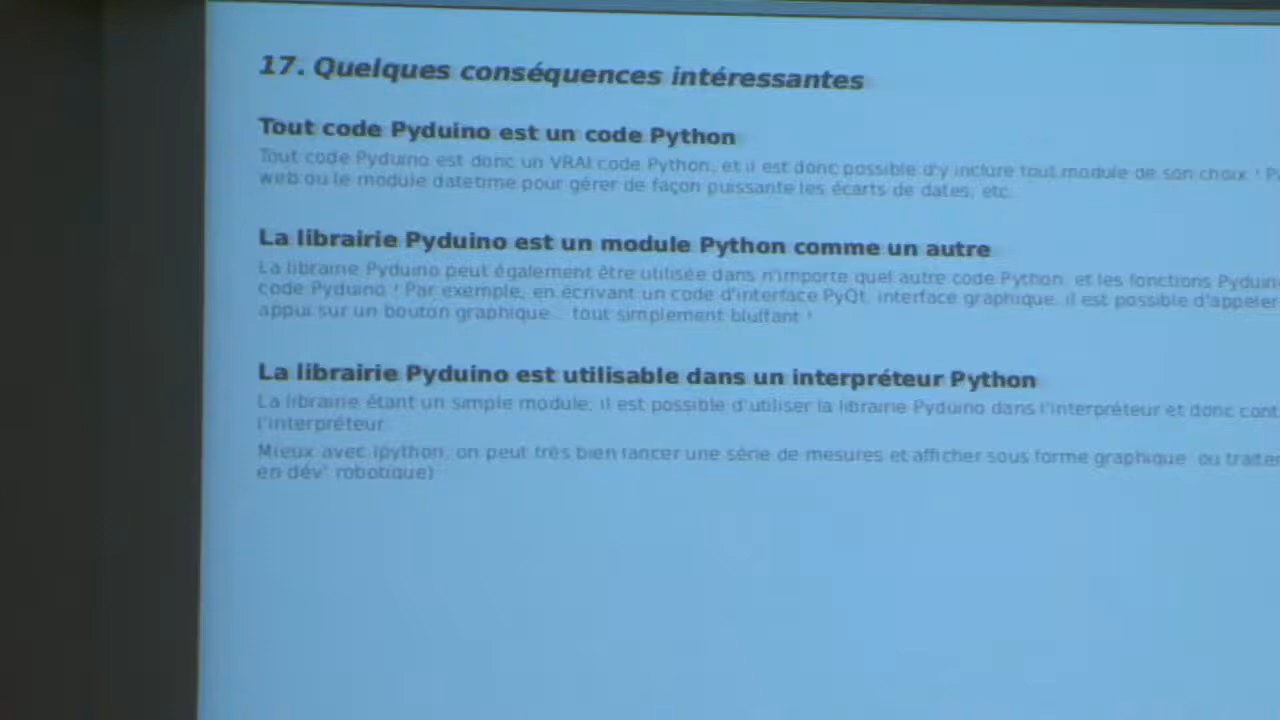 17. Quelques conséquences intéressantes
Tout code Pyduino est un code Python
Tout code Pyduino est donc un VRAI code Python, et il est donc possible d'y inclure tout module de son choix !
web ou le module datetime pour gérer de façon puissante les écarts de dates, etc.
La librairie Pyduino est un module Python comme un autre
La librairie Pyduino peut également être utilisée dans n'importe quel autre code Python, et les fonctions
code Pyduino ! Par exemple, en écrivant un code d'interface PyQt, interface graphique, il est possible d'appeler
appui sur un bouton graphique... tout simplement bluffant !
La librairie Pyduino est utilisable dans un interpréteur Python
La librairie étant un simple module, il est possible d'utiliser la librairie Pyduino dans l'interpréteur et donc
l'interpréteur
Mieux avec ipython, on peut très bien lancer une série de mesures et afficher sous forme graphique, ou
en dév' robotique)